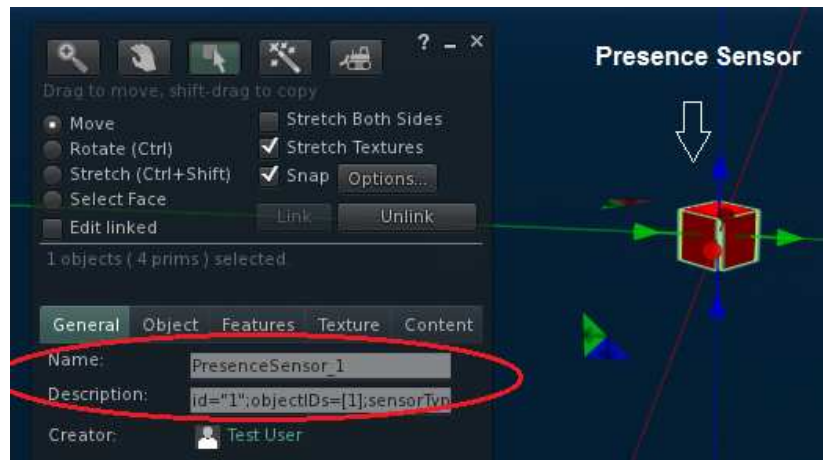 ? – ×
Presence Sensor
Drag to move, shift-drag to copy
Move
Stretch Both Sides
Rotate (Ctrl)
Stretch Textures
Stretch (Ctrl+Shift)
Snap
Options...
Select Face
Edit linked
Link
Unlink
1 objects ( 4 prims ) selected.
General Object Features Texture Content
Name: PresenceSensor_1
Description: id="1";objectIDs=[1];sensorTyp
Creator: Test User